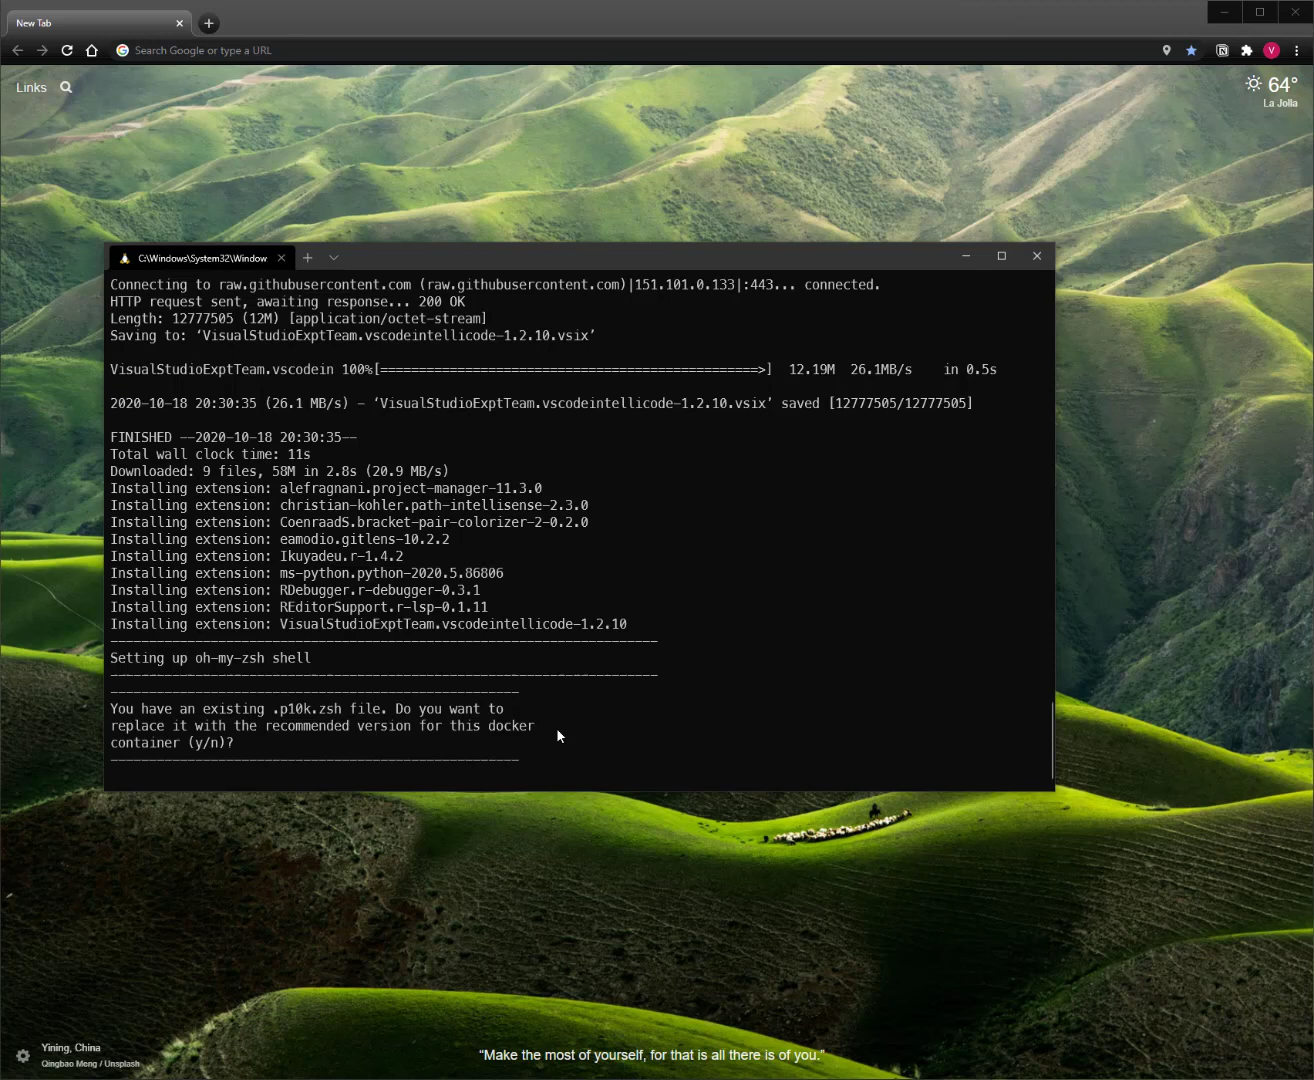 New Tab
Search Google or type a URL
N
V
Links
64°
La Jolla
C:\Windows\System32\Window
Connecting to raw.githubusercontent.com (raw.githubusercontent.com)|151.101.0.133|:443... connected.
HTTP request sent, awaiting response... 200 OK
Length: 12777505 (12M) [application/octet-stream]
Saving to: ‘VisualStudioExptTeam.vscodeintellicode-1.2.10.vsix’
VisualStudioExptTeam.vscodein 100%[=================================================>]  12.19M  26.1MB/s    in 0.5s
2020-10-18 20:30:35 (26.1 MB/s) - ‘VisualStudioExptTeam.vscodeintellicode-1.2.10.vsix’ saved [12777505/12777505]
FINISHED --2020-10-18 20:30:35--
Total wall clock time: 11s
Downloaded: 9 files, 58M in 2.8s (20.9 MB/s)
Installing extension: alefragnani.project-manager-11.3.0
Installing extension: christian-kohler.path-intellisense-2.3.0
Installing extension: CoenraadS.bracket-pair-colorizer-2-0.2.0
Installing extension: eamodio.gitlens-10.2.2
Installing extension: Ikuyadeu.r-1.4.2
Installing extension: ms-python.python-2020.5.86806
Installing extension: RDebugger.r-debugger-0.3.1
Installing extension: REditorSupport.r-lsp-0.1.11
Installing extension: VisualStudioExptTeam.vscodeintellicode-1.2.10
-----------------------------------------------------------------------
Setting up oh-my-zsh shell
-----------------------------------------------------------------------
-----------------------------------------------------
You have an existing .p10k.zsh file. Do you want to
replace it with the recommended version for this docker
container (y/n)?
-----------------------------------------------------
Yining, China
Qingbao Meng / Unsplash
“Make the most of yourself, for that is all there is of you.”